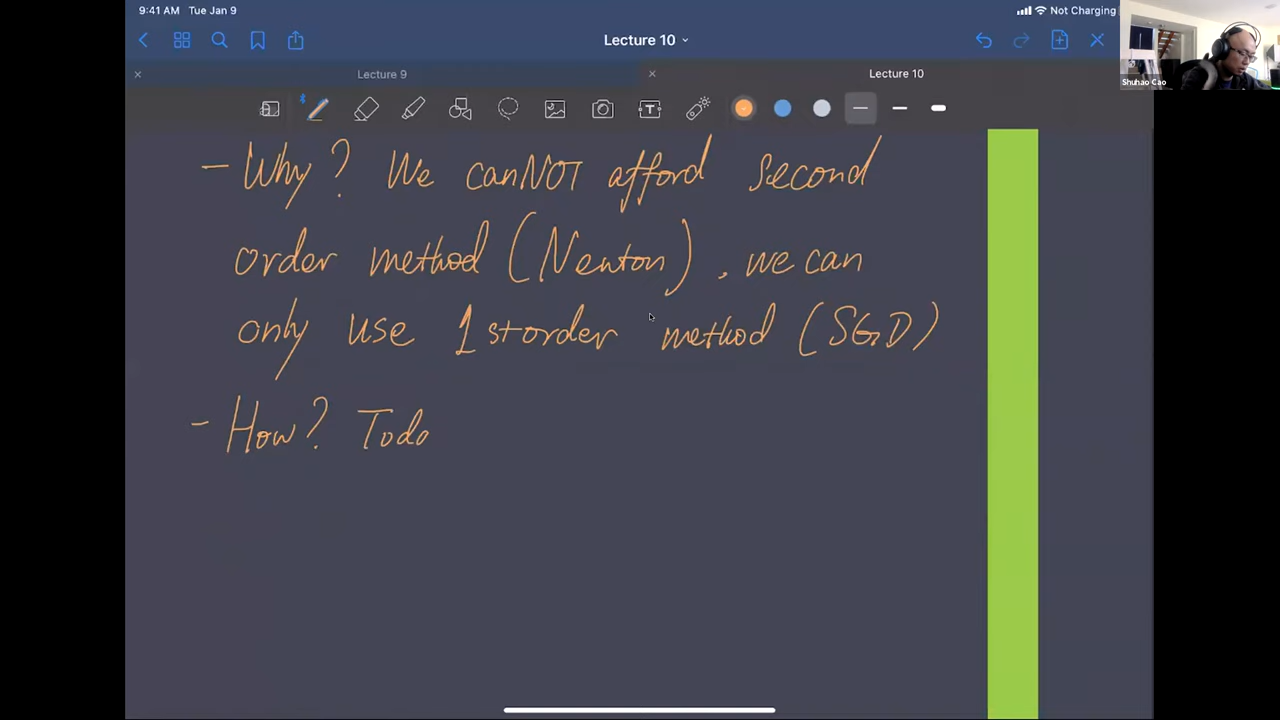 9:41 AM Tue Jan 9
Not Charging
Lecture 10
Lecture 9
Lecture 10
Shuhao Cao
- Why? We canNOT afford second
order method (Newton), we can
only use 1st order method (SGD)
- How? Todo